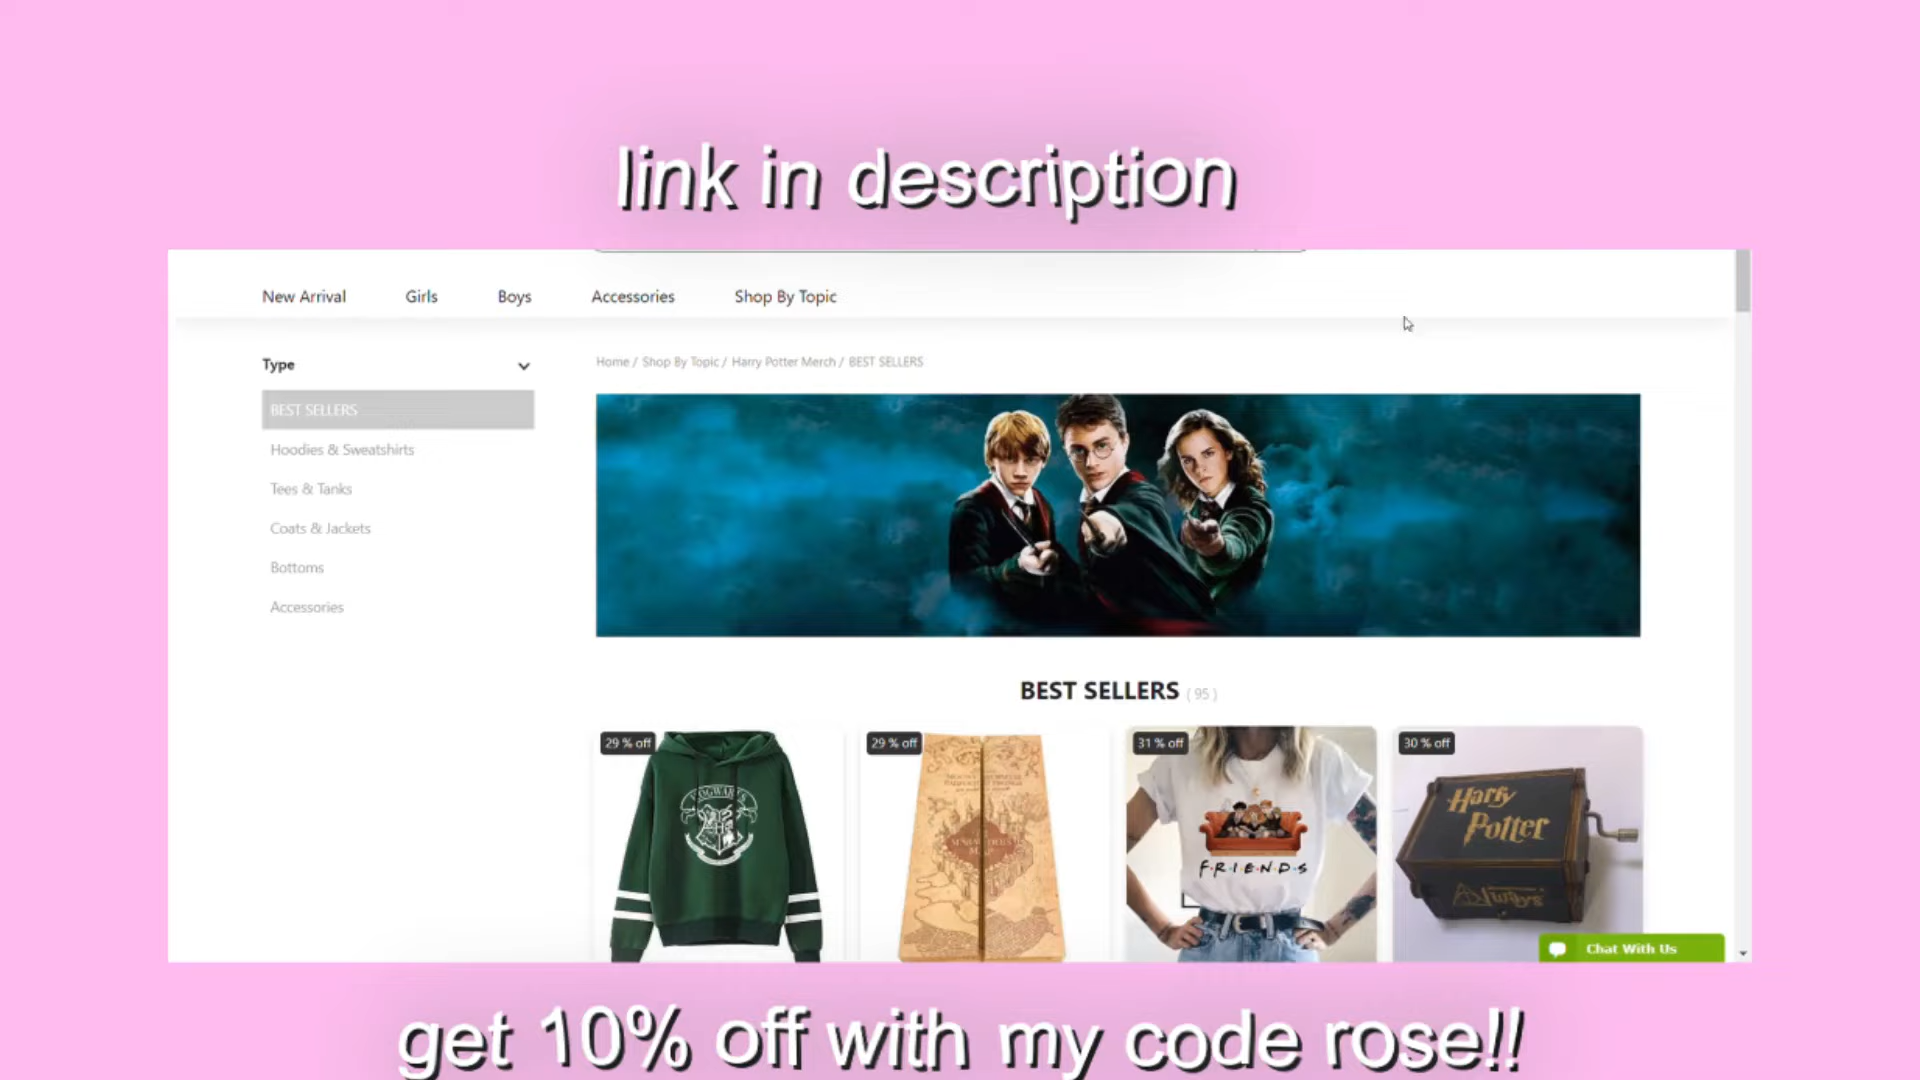 link in description
New Arrival
Girls
Boys
Accessories
Shop By Topic
Type
Home / Shop By Topic / Harry Potter Merch / BEST SELLERS
BEST SELLERS
Hoodies & Sweatshirts
Tees & Tanks
Coats & Jackets
Bottoms
Accessories
BEST SELLERS ( 95 )
29 % off
29 % off
31 % off
30 % off
HOGWARTS
F·R·I·E·N·D·S
Harry
Potter
Always
Chat With Us
get 10% off with my code rose!!